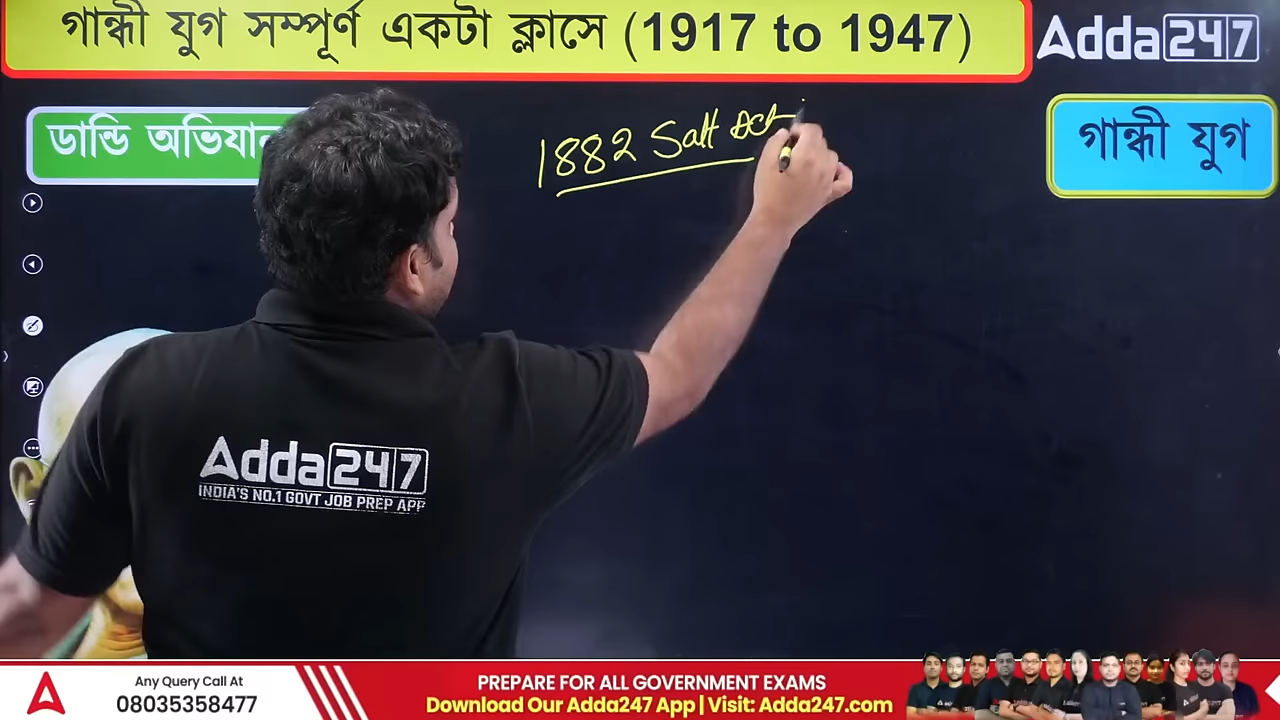 গান্ধী যুগ সম্পূর্ণ একটা ক্লাসে (1917 to 1947)
Adda247
ডান্ডি অভিযান
1882 Salt Act
গান্ধী যুগ
Adda247
INDIA'S NO.1 GOVT JOB PREP APP
Any Query Call At
08035358477
PREPARE FOR ALL GOVERNMENT EXAMS
Download Our Adda247 App | Visit: Adda247.com